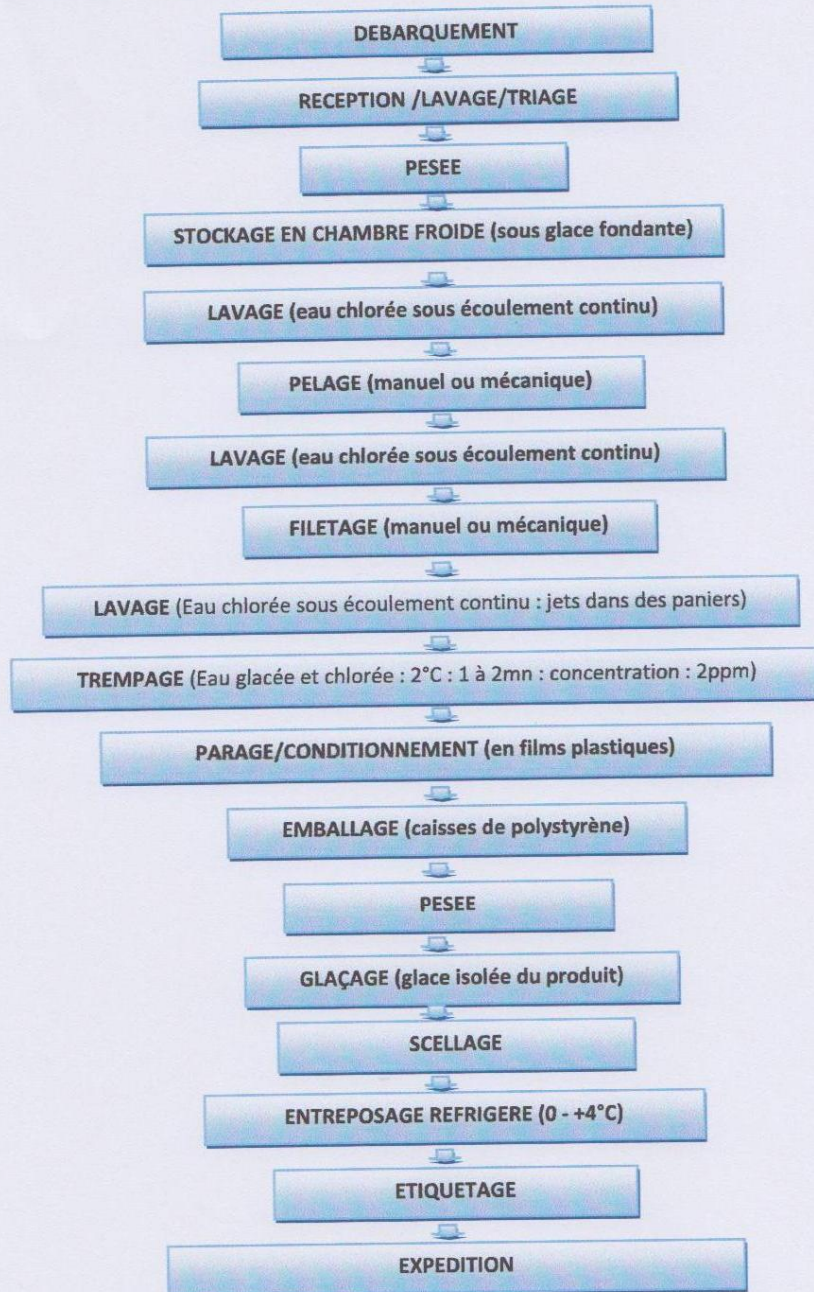 DEBARQUEMENT
RECEPTION /LAVAGE/TRIAGE
PESEE
STOCKAGE EN CHAMBRE FROIDE (sous glace fondante)
LAVAGE (eau chlorée sous écoulement continu)
PELAGE (manuel ou mécanique)
LAVAGE (eau chlorée sous écoulement continu)
FILETAGE (manuel ou mécanique)
LAVAGE (Eau chlorée sous écoulement continu : jets dans des paniers)
TREMPAGE (Eau glacée et chlorée : 2°C : 1 à 2mn : concentration : 2ppm)
PARAGE/CONDITIONNEMENT (en films plastiques)
EMBALLAGE (caisses de polystyrène)
PESEE
GLAÇAGE (glace isolée du produit)
SCELLAGE
ENTREPOSAGE REFRIGERE (0 - +4°C)
ETIQUETAGE
EXPEDITION